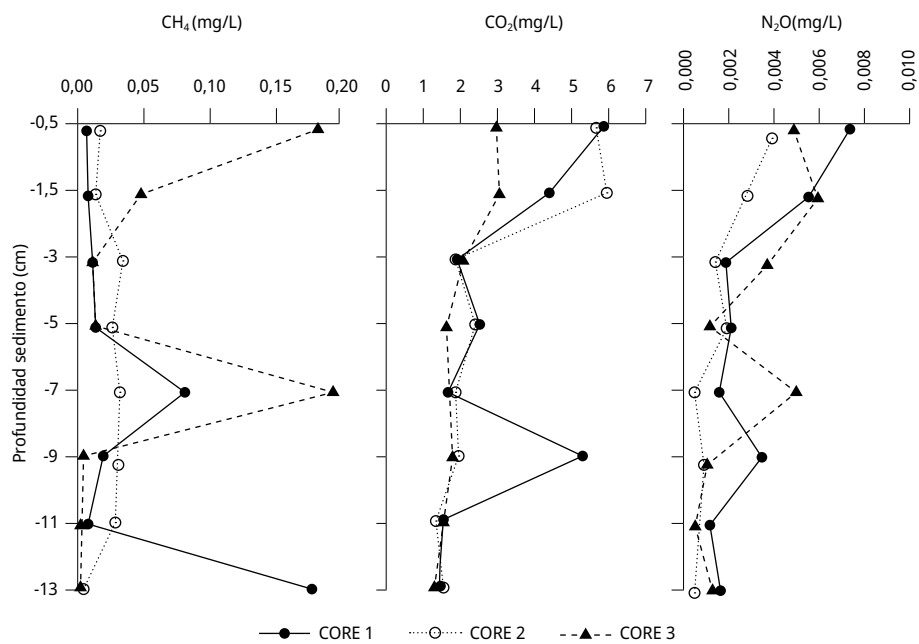 CH₄ (mg/L) CO₂(mg/L) N₂O(mg/L)
0,00 0,05 0,10 0,15 0,20 0 1 2 3 4 5 6 7 0,000 0,002 0,004 0,006 0,008 0,010
-0,5
-1,5
-3
-5
-7
-9
-11
-13
Profundidad sedimento (cm)
CORE 1 CORE 2 CORE 3